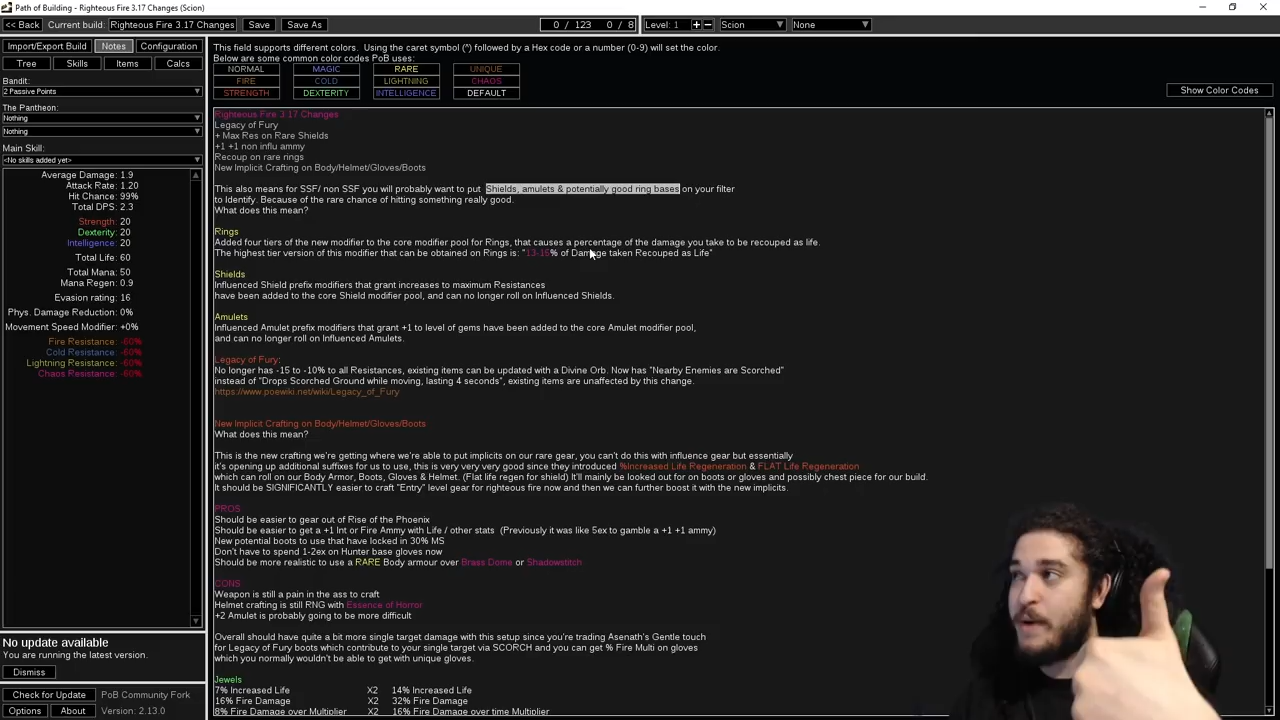 Path of Building - Righteous Fire 3.17 Changes (Scion)
<< Back
Current build: Righteous Fire 3.17 Changes
Save
Save As
0 / 123 0 / 8
Level: 1
+
−
Scion
None
Import/Export Build
Notes
Configuration
Tree
Skills
Items
Calcs
Bandit:
2 Passive Points
The Pantheon:
Nothing
Nothing
Main Skill:
<No skills added yet>
Average Damage: 1.9
Attack Rate: 1.20
Hit Chance: 99%
Total DPS: 2.3
Strength: 20
Dexterity: 20
Intelligence: 20
Total Life: 60
Total Mana: 50
Mana Regen: 0.9
Evasion rating: 16
Phys. Damage Reduction: 0%
Movement Speed Modifier: +0%
Fire Resistance: -60%
Cold Resistance: -60%
Lightning Resistance: -60%
Chaos Resistance: -60%
No update available
You are running the latest version.
Dismiss
Check for Update
PoB Community Fork
Options
About
Version: 2.13.0
This field supports different colors. Using the caret symbol (^) followed by a Hex code or a number (0-9) will set the color.
Below are some common color codes PoB uses:
NORMAL
MAGIC
RARE
UNIQUE
FIRE
COLD
LIGHTNING
CHAOS
STRENGTH
DEXTERITY
INTELLIGENCE
DEFAULT
Show Color Codes
Righteous Fire 3.17 Changes
Legacy of Fury
+ Max Res on Rare Shields
+1 +1 non influ ammy
Recoup on rare rings
New Implicit Crafting on Body/Helmet/Gloves/Boots
This also means for SSF/ non SSF you will probably want to put Shields, amulets & potentially good ring bases on your filter
to Identify. Because of the rare chance of hitting something really good.
What does this mean?
Rings
Added four tiers of the new modifier to the core modifier pool for Rings, that causes a percentage of the damage you take to be recouped as life.
The highest tier version of this modifier that can be obtained on Rings is: "13-15% of Damage taken Recouped as Life"
Shields
Influenced Shield prefix modifiers that grant increases to maximum Resistances
have been added to the core Shield modifier pool, and can no longer roll on Influenced Shields.
Amulets
Influenced Amulet prefix modifiers that grant +1 to level of gems have been added to the core Amulet modifier pool,
and can no longer roll on Influenced Amulets.
Legacy of Fury:
No longer has -15 to -10% to all Resistances, existing items can be updated with a Divine Orb. Now has "Nearby Enemies are Scorched"
instead of "Drops Scorched Ground while moving, lasting 4 seconds", existing items are unaffected by this change.
https://www.poewiki.net/wiki/Legacy_of_Fury
New Implicit Crafting on Body/Helmet/Gloves/Boots
What does this mean?
This is the new crafting we're getting where we're able to put implicits on our rare gear, you can't do this with influence gear but essentially
it's opening up additional suffixes for us to use, this is very very very good since they introduced %Increased Life Regeneration & FLAT Life Regeneration
which can roll on our Body Armor, Boots, Gloves & Helmet. (Flat life regen for shield) It'll mainly be looked out for on boots or gloves and possibly chest piece for our build.
It should be SIGNIFICANTLY easier to craft "Entry" level gear for righteous fire now and then we can further boost it with the new implicits.
PROS
Should be easier to gear out of Rise of the Phoenix
Should be easier to get a +1 Int or Fire Ammy with Life / other stats (Previously it was like 5ex to gamble a +1 +1 ammy)
New potential boots to use that have locked in 30% MS
Don't have to spend 1-2ex on Hunter base gloves now
Should be more realistic to use a RARE Body armour over Brass Dome or Shadowstitch
CONS
Weapon is still a pain in the ass to craft
Helmet crafting is still RNG with Essence of Horror
+2 Amulet is probably going to be more difficult
Overall should have quite a bit more single target damage with this setup since you're trading Asenath's Gentle touch
for Legacy of Fury boots which contribute to your single target via SCORCH and you can get % Fire Multi on gloves
which you normally wouldn't be able to get with unique gloves.
Jewels
7% Increased Life X2 14% Increased Life
16% Fire Damage X2 32% Fire Damage
8% Fire Damage over Multiplier X2 16% Fire Damage over time Multiplier